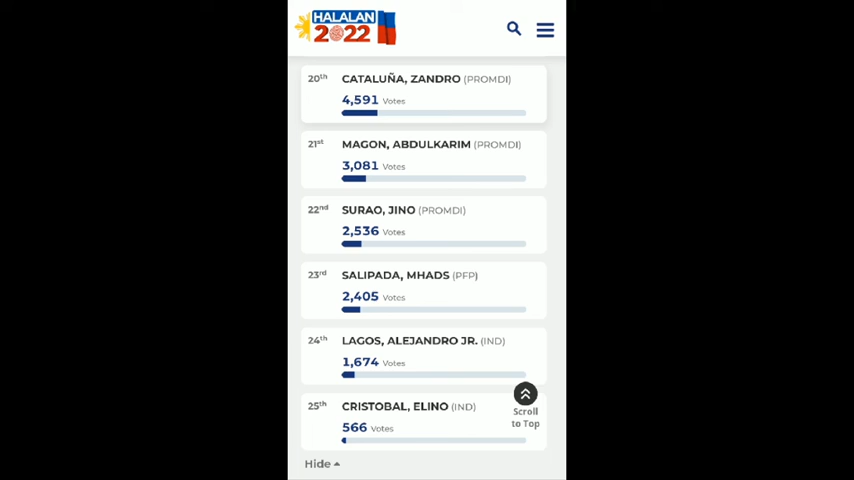 HALALAN
2022
20th CATALUÑA, ZANDRO (PROMDI)
4,591 Votes
21st MAGON, ABDULKARIM (PROMDI)
3,081 Votes
22nd SURAO, JINO (PROMDI)
2,536 Votes
23rd SALIPADA, MHADS (PFP)
2,405 Votes
24th LAGOS, ALEJANDRO JR. (IND)
1,674 Votes
25th CRISTOBAL, ELINO (IND)
566 Votes
Scroll
to Top
Hide